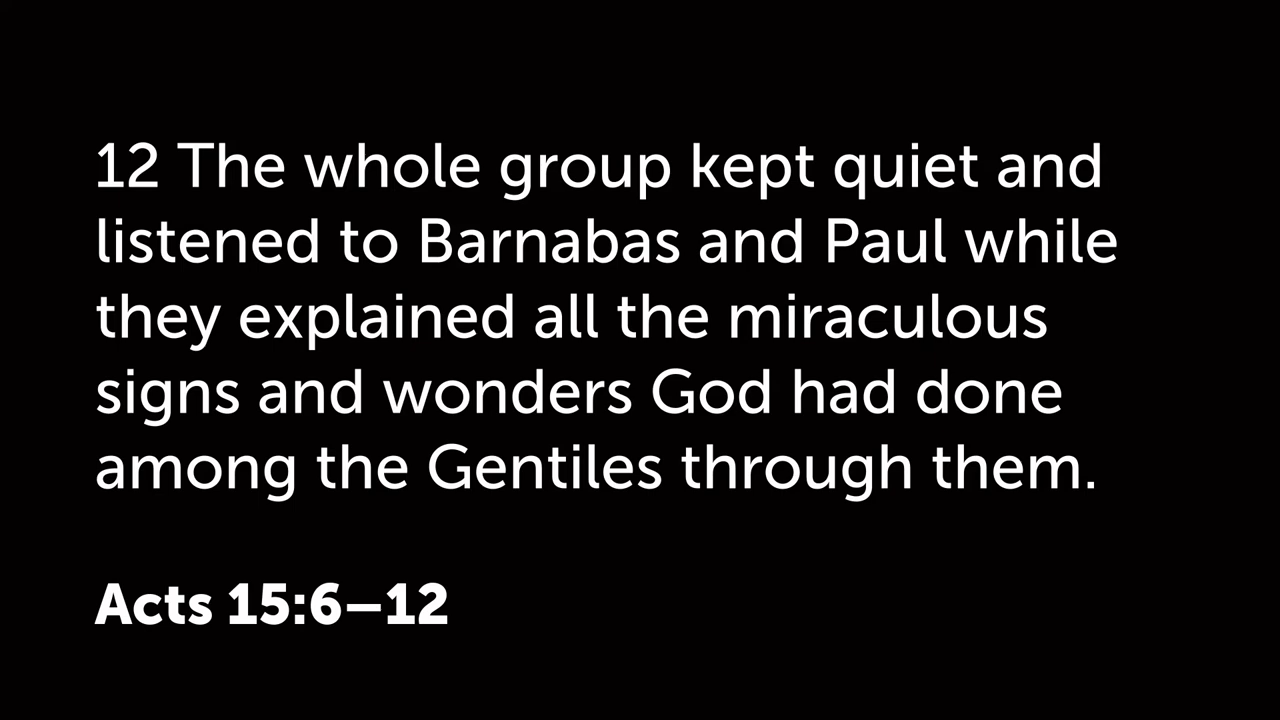 12 The whole group kept quiet and
listened to Barnabas and Paul while
they explained all the miraculous
signs and wonders God had done
among the Gentiles through them.
Acts 15:6–12